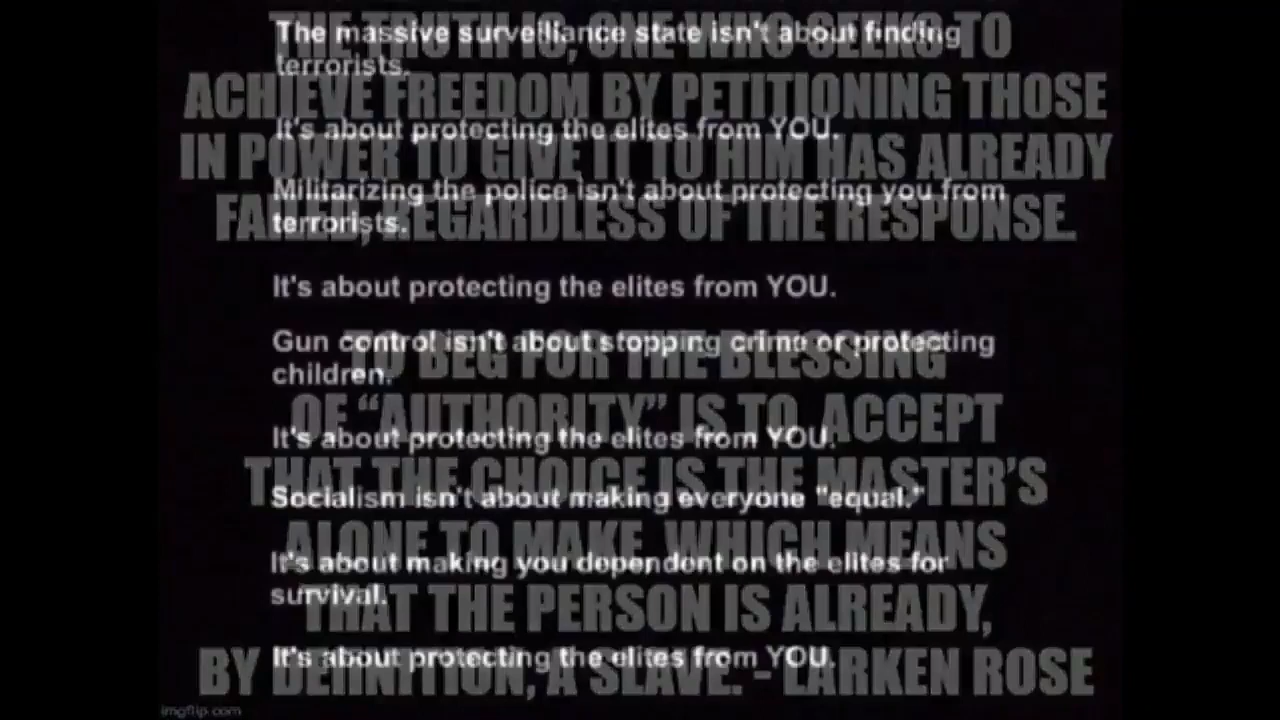 The massive surveillance state isn't about finding
terrorists.
It's about protecting the elites from YOU.
Militarizing the police isn't about protecting you from
terrorists.
It's about protecting the elites from YOU.
Gun control isn't about stopping crime or protecting
children.
It's about protecting the elites from YOU.
Socialism isn't about making everyone "equal."
It's about making you dependent on the elites for
survival.
It's about protecting the elites from YOU.
THE TRUTH IS, ONE WHO SEEKS TO
ACHIEVE FREEDOM BY PETITIONING THOSE
IN POWER TO GIVE IT TO HIM HAS ALREADY
FAILED, REGARDLESS OF THE RESPONSE.
TO BEG FOR THE BLESSING
OF “AUTHORITY” IS TO ACCEPT
THAT THE CHOICE IS THE MASTER’S
ALONE TO MAKE, WHICH MEANS
THAT THE PERSON IS ALREADY,
BY DEFINITION, A SLAVE. - LARKEN ROSE
imgflip.com